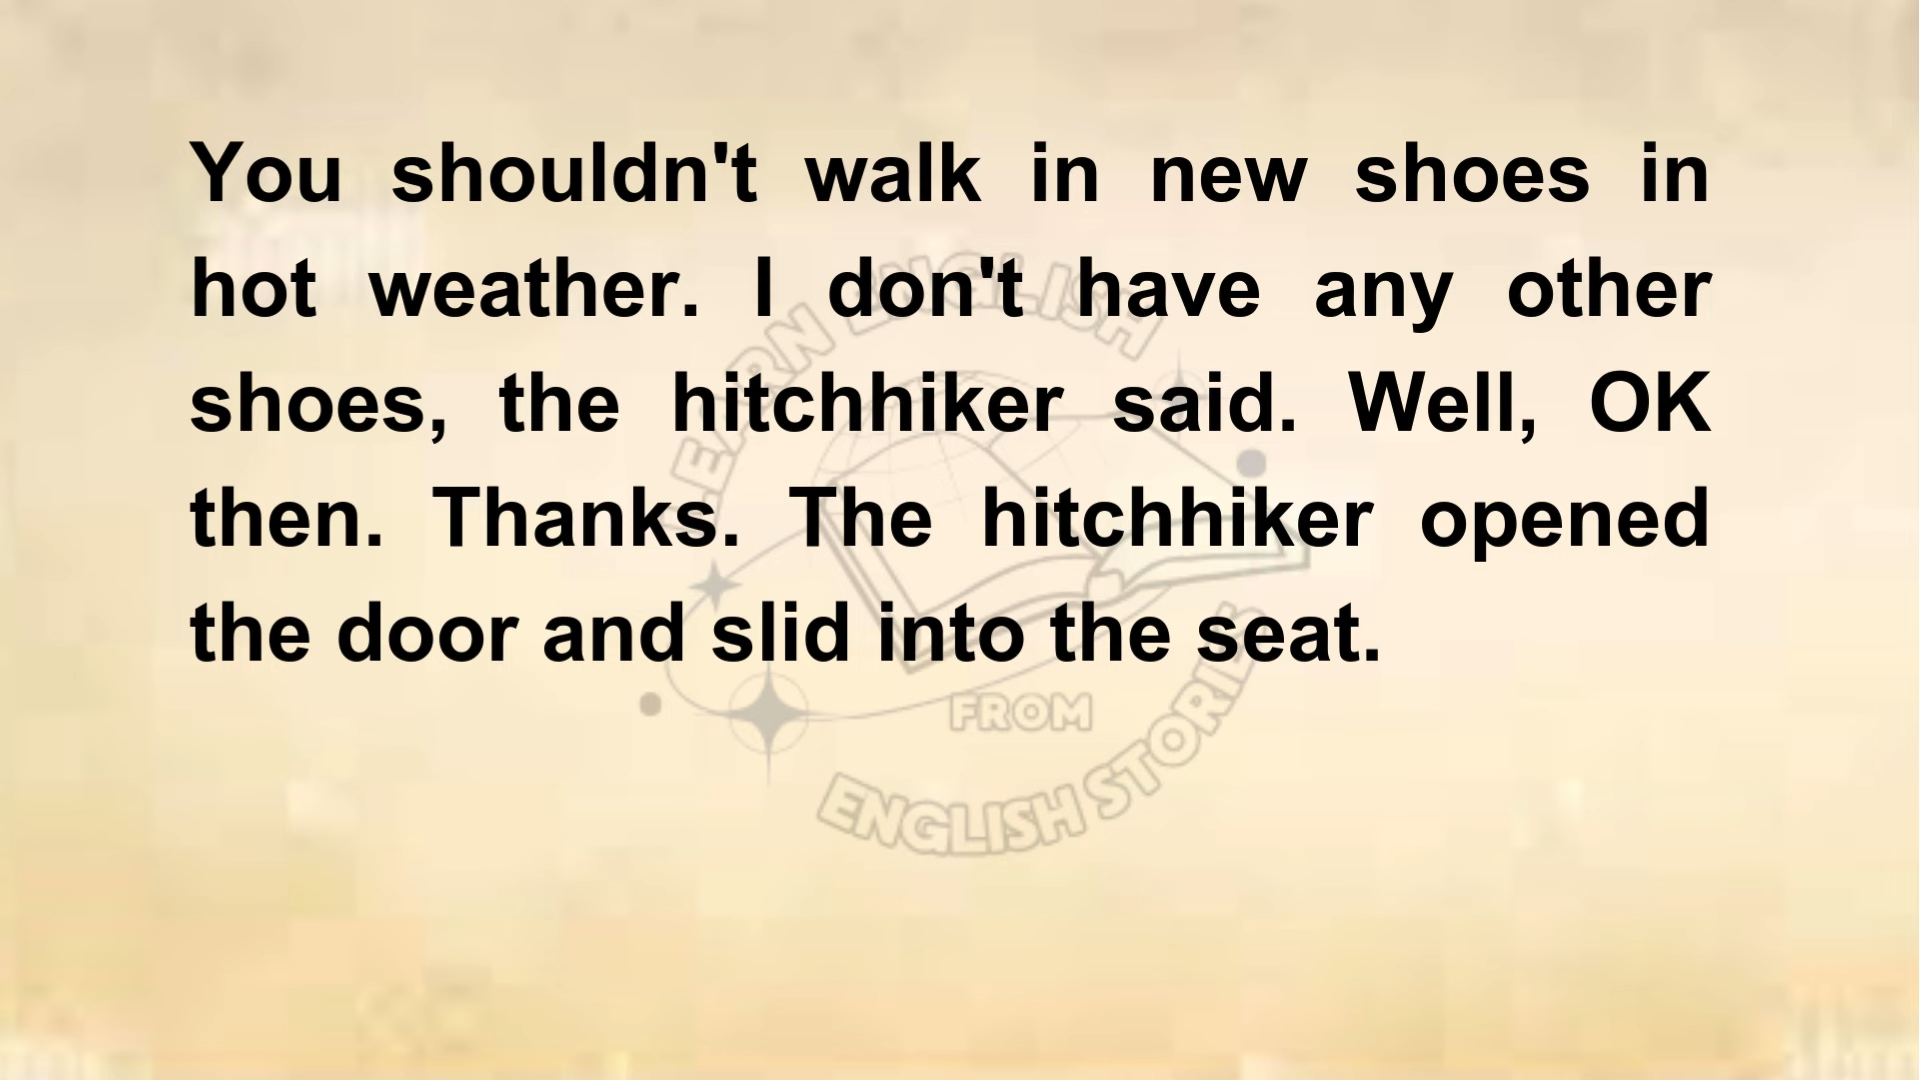 You shouldn't walk in new shoes in
hot weather. I don't have any other
shoes, the hitchhiker said. Well, OK
then. Thanks. The hitchhiker opened
the door and slid into the seat.
LEARN ENGLISH
FROM
ENGLISH STORIES